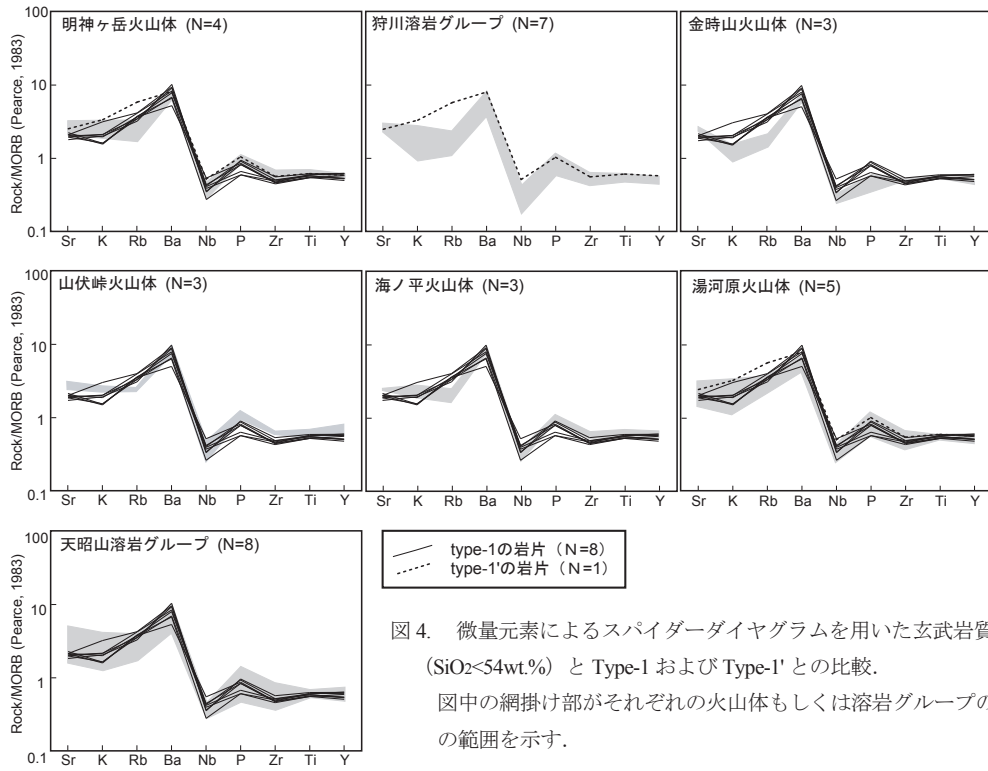 明神ヶ岳火山体 (N=4)
狩川溶岩グループ (N=7)
金時山火山体 (N=3)
Rock/MORB (Pearce, 1983)
100
10
1
0.1
Sr K Rb Ba Nb P Zr Ti Y
Sr K Rb Ba Nb P Zr Ti Y
Sr K Rb Ba Nb P Zr Ti Y
山伏峠火山体 (N=3)
海ノ平火山体 (N=3)
湯河原火山体 (N=5)
Rock/MORB (Pearce, 1983)
100
10
1
0.1
Sr K Rb Ba Nb P Zr Ti Y
Sr K Rb Ba Nb P Zr Ti Y
Sr K Rb Ba Nb P Zr Ti Y
天昭山溶岩グループ (N=8)
Rock/MORB (Pearce, 1983)
100
10
1
0.1
Sr K Rb Ba Nb P Zr Ti Y
type-1の岩片（N=8）
type-1'の岩片（N=1）
図 4. 微量元素によるスパイダーダイヤグラムを用いた玄武岩質
（SiO2<54wt.%）と Type-1 および Type-1' との比較．
図中の網掛け部がそれぞれの火山体もしくは溶岩グループの
の範囲を示す．